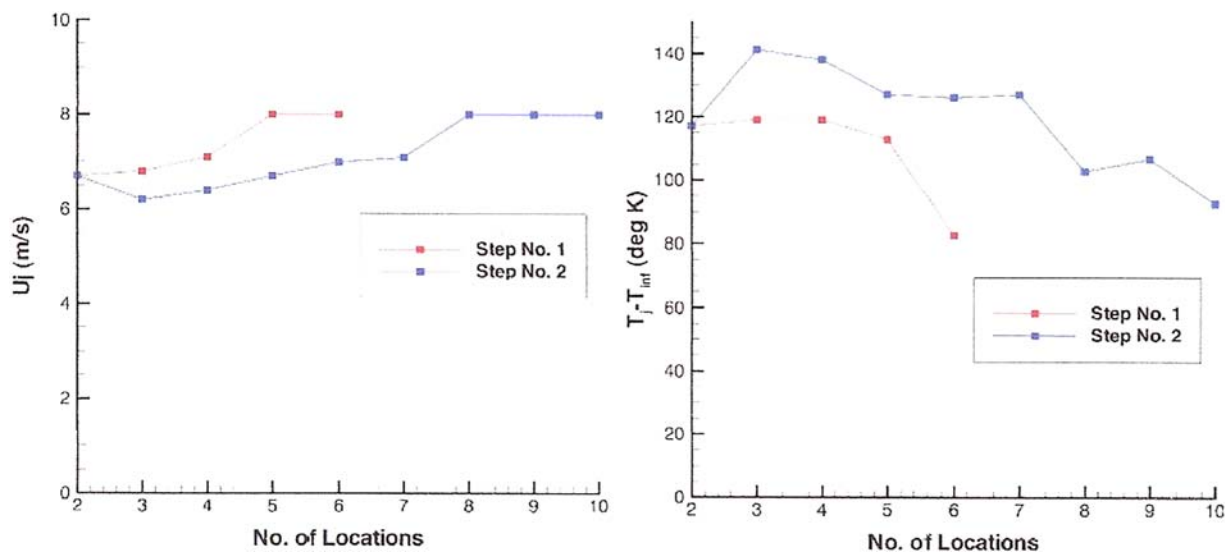 10
8
6
4
2
0
Uj (m/s)
2 3 4 5 6 7 8 9 10
No. of Locations
Step No. 1
Step No. 2
140
120
100
80
60
40
20
0
Tj-Tinf (deg K)
2 3 4 5 6 7 8 9 10
No. of Locations
Step No. 1
Step No. 2